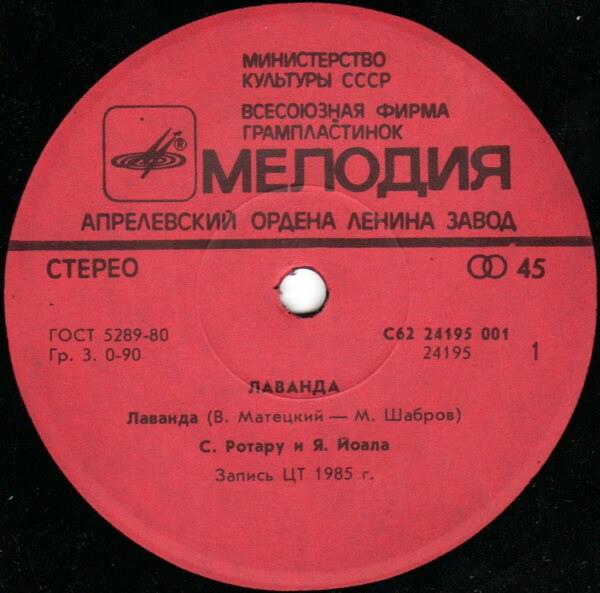 МИНИСТЕРСТВО
КУЛЬТУРЫ СССР
ВСЕСОЮЗНАЯ ФИРМА
ГРАМПЛАСТИНОК
®
МЕЛОДИЯ
АПРЕЛЕВСКИЙ ОРДЕНА ЛЕНИНА ЗАВОД
СТЕРЕО 45
ГОСТ 5289-80 С62 24195 001
Гр. 3. 0-90 24195 1
ЛАВАНДА
Лаванда (В. Матецкий — М. Шабров)
С. Ротару и Я. Йоала
Запись ЦТ 1985 г.